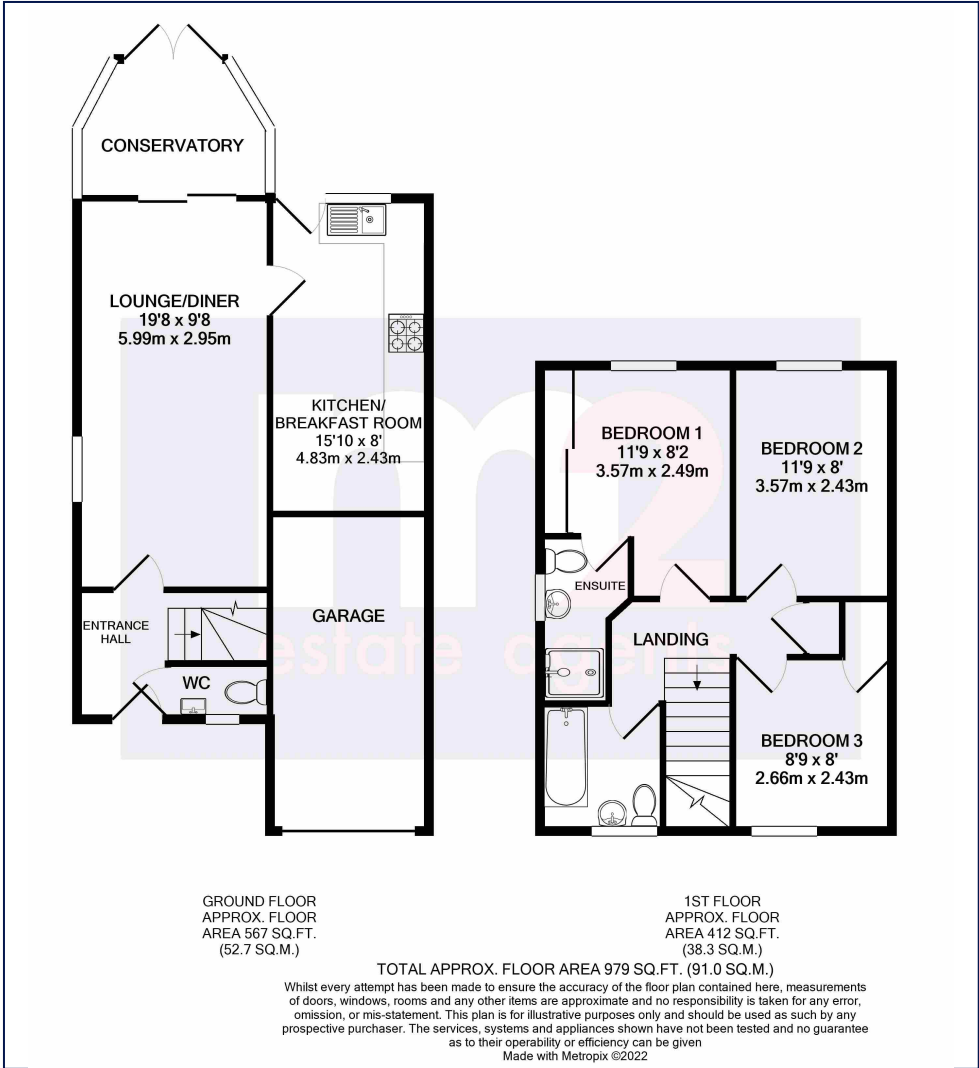 CONSERVATORY
LOUNGE/DINER
19'8 x 9'8
5.99m x 2.95m
KITCHEN/
BREAKFAST ROOM
15'10 x 8'
4.83m x 2.43m
ENTRANCE
HALL
WC
GARAGE
BEDROOM 1
11'9 x 8'2
3.57m x 2.49m
BEDROOM 2
11'9 x 8'
3.57m x 2.43m
ENSUITE
LANDING
BEDROOM 3
8'9 x 8'
2.66m x 2.43m
m2
estate agents
GROUND FLOOR
APPROX. FLOOR
AREA 567 SQ.FT.
(52.7 SQ.M.)
1ST FLOOR
APPROX. FLOOR
AREA 412 SQ.FT.
(38.3 SQ.M.)
TOTAL APPROX. FLOOR AREA 979 SQ.FT. (91.0 SQ.M.)
Whilst every attempt has been made to ensure the accuracy of the floor plan contained here, measurements
of doors, windows, rooms and any other items are approximate and no responsibility is taken for any error,
omission, or mis-statement. This plan is for illustrative purposes only and should be used as such by any
prospective purchaser. The services, systems and appliances shown have not been tested and no guarantee
as to their operability or efficiency can be given
Made with Metropix ©2022